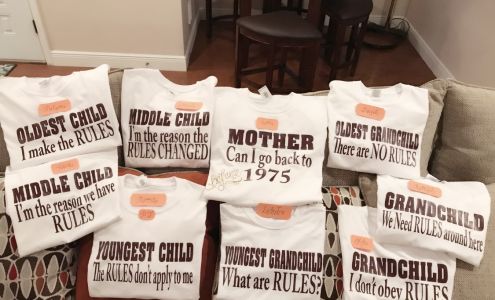 OLDEST CHILD
I make the RULES
MIDDLE CHILD
I'm the reason the
RULES CHANGED
MOTHER
Can I go back to
1975
OLDEST GRANDCHILD
There are NO RULES
MIDDLE CHILD
I'm the reason we have
RULES
YOUNGEST CHILD
The RULES don't apply to me
YOUNGEST GRANDCHILD
What are RULES?
GRANDCHILD
I don't obey RULES
GRANDCHILD
We Need RULES around here